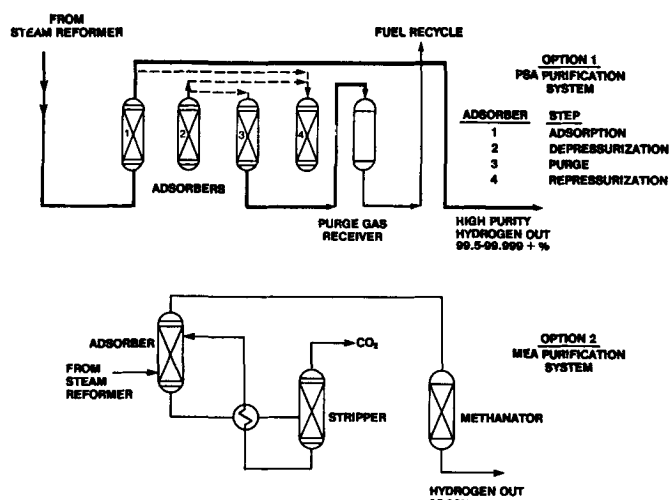 FROM
STEAM REFORMER
FUEL RECYCLE
OPTION 1
PSA PURIFICATION
SYSTEM
ADSORBER STEP
1 ADSORPTION
2 DEPRESSURIZATION
3 PURGE
4 REPRESSURIZATION
1
2
3
4
ADSORBERS
PURGE GAS
RECEIVER
HIGH PURITY
HYDROGEN OUT
99.5-99.999 + %
ADSORBER
FROM
STEAM
REFORMER
CO₂
STRIPPER
METHANATOR
OPTION 2
MEA PURIFICATION
SYSTEM
HYDROGEN OUT